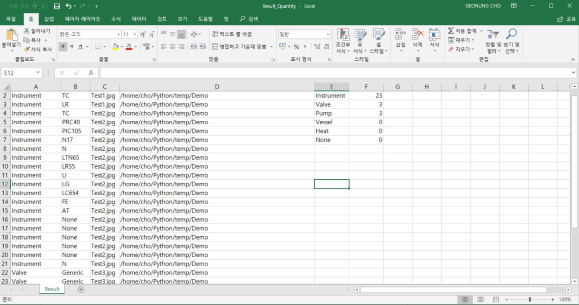 Result_Quantity - Excel
GEONUNG CHO
파일 홈 삽입 페이지 레이아웃 수식 데이터 검토 보기 도움말 팀 검색 공유
붙여넣기 잘라내기 복사 서식 복사
맑은 고딕 11
텍스트 줄 바꿈
병합하고 가운데 맞춤
일반
조건부 서식 표 서식 셀 스타일
삽입 삭제 서식
자동 합계 채우기 지우기
정렬 및 필터 찾기 및 선택
클립보드 글꼴 맞춤 표시 형식 스타일 셀 편집
E12 fx
A B C D E F G H I J K L
2 Instrument TC Test1.jpg /home/cho/Python/temp/Demo Instrument 23
3 Instrument LR Test1.jpg /home/cho/Python/temp/Demo Valve 3
4 Instrument TC Test2.jpg /home/cho/Python/temp/Demo Pump 3
5 Instrument PRC40 Test2.jpg /home/cho/Python/temp/Demo Vessel 0
6 Instrument PIC105 Test2.jpg /home/cho/Python/temp/Demo Heat 0
7 Instrument N17 Test2.jpg /home/cho/Python/temp/Demo None 0
8 Instrument N Test2.jpg /home/cho/Python/temp/Demo
9 Instrument LTN65 Test2.jpg /home/cho/Python/temp/Demo
10 Instrument LR55 Test2.jpg /home/cho/Python/temp/Demo
11 Instrument LI Test2.jpg /home/cho/Python/temp/Demo
12 Instrument LG Test2.jpg /home/cho/Python/temp/Demo
13 Instrument LC654 Test2.jpg /home/cho/Python/temp/Demo
14 Instrument FE Test2.jpg /home/cho/Python/temp/Demo
15 Instrument AT Test2.jpg /home/cho/Python/temp/Demo
16 Instrument None Test2.jpg /home/cho/Python/temp/Demo
17 Instrument None Test2.jpg /home/cho/Python/temp/Demo
18 Instrument None Test2.jpg /home/cho/Python/temp/Demo
19 Instrument None Test2.jpg /home/cho/Python/temp/Demo
20 Instrument None Test2.jpg /home/cho/Python/temp/Demo
21 Instrument N Test2.jpg /home/cho/Python/temp/Demo
22 Valve Generic Test3.jpg /home/cho/Python/temp/Demo
23 Valve Generic Test3.jpg /home/cho/Python/temp/Demo
Result
준비 100%